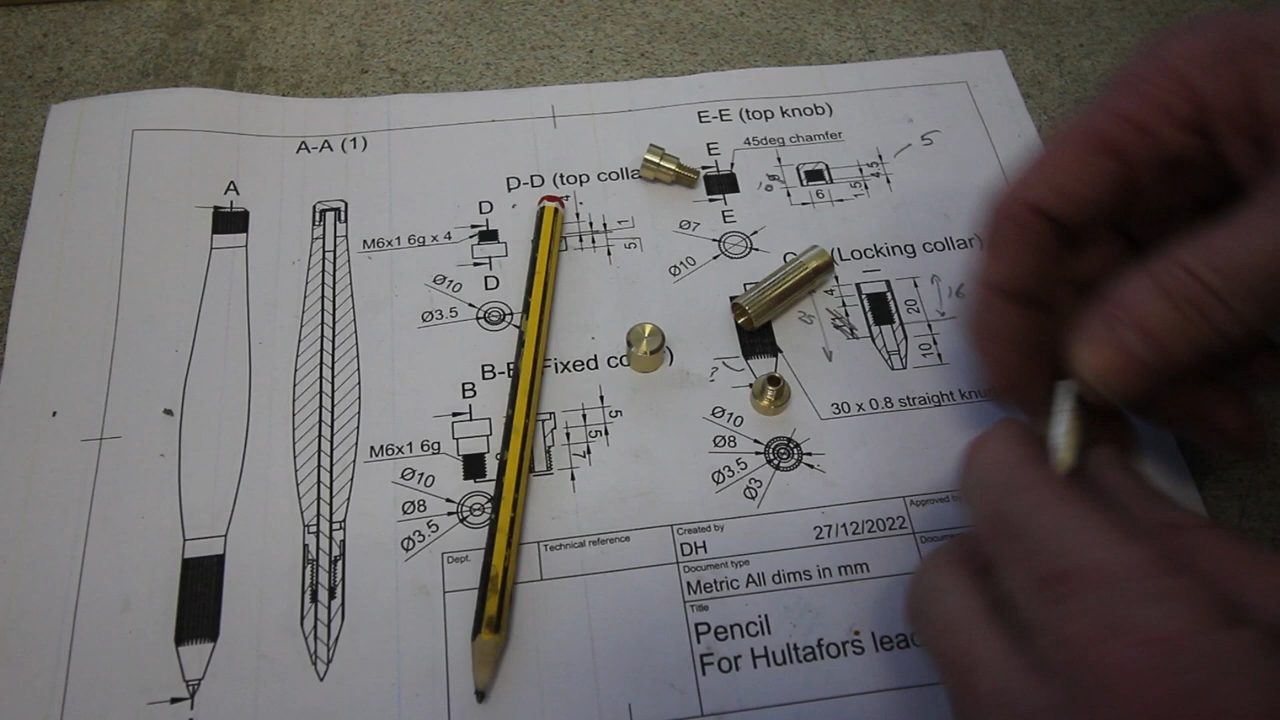 A-A (1)
A
D-D (top colla
D
M6x1 6g x 4
D
Ø10
Ø3.5
1
5
E-E (top knob)
E
45deg chamfer
E
Ø7
Ø10
6
1.5
4.5
5
(Locking collar)
4
20
16
10
25
?
30 x 0.8 straight knu
Ø10
Ø8
Ø3.5
Ø3
Fixed co
B
M6x1 6g
Ø10
Ø8
Ø3.5
5
5
7
Dept.
Technical reference
Created by
DH
27/12/2022
Approved by
Document type
Metric All dims in mm
Title
Pencil
For Hultafors lead